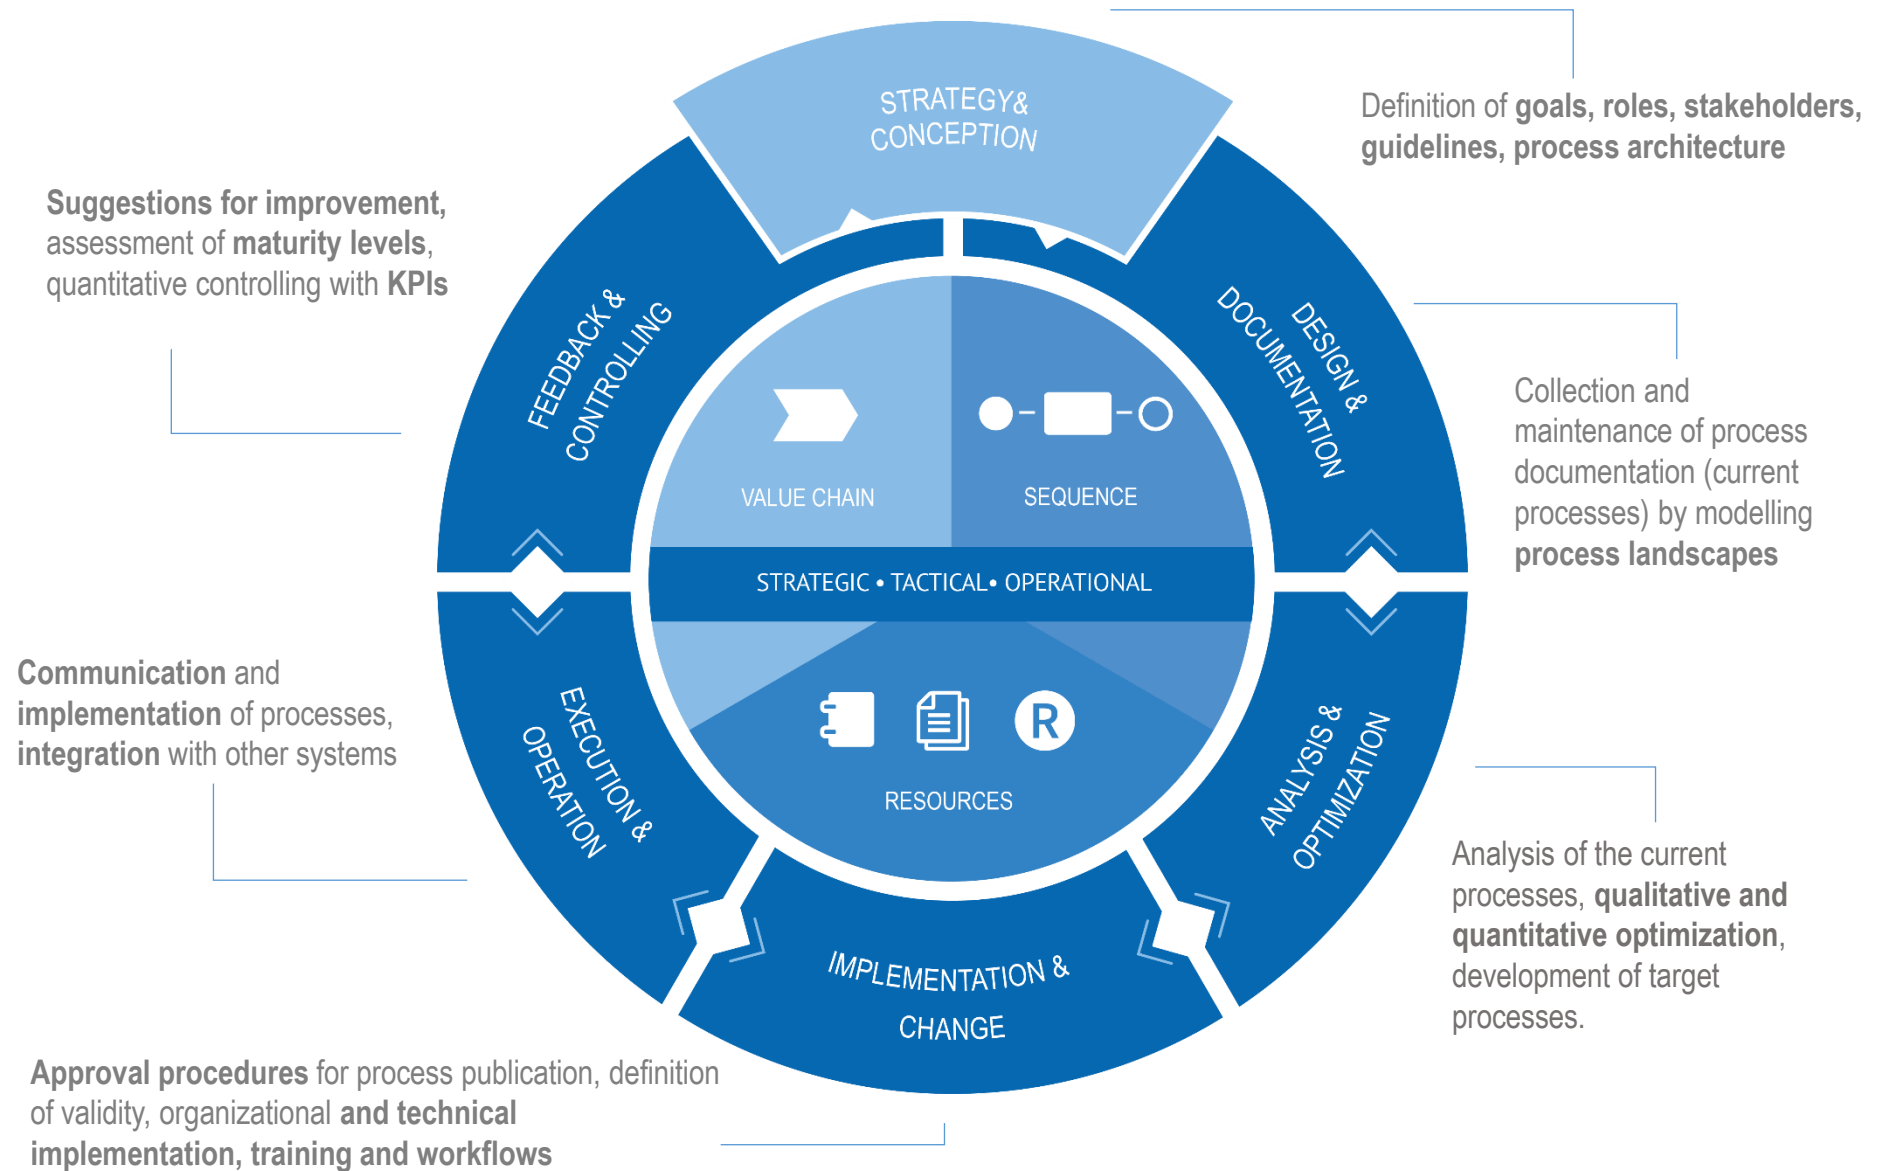 STRATEGY&
CONCEPTION
Definition of goals, roles, stakeholders,
guidelines, process architecture
Suggestions for improvement,
assessment of maturity levels,
quantitative controlling with KPIs
FEEDBACK &
CONTROLLING
DESIGN &
DOCUMENTATION
Collection and
maintenance of process
documentation (current
processes) by modelling
process landscapes
VALUE CHAIN
SEQUENCE
STRATEGIC • TACTICAL• OPERATIONAL
Communication and
implementation of processes,
integration with other systems
EXECUTION &
OPERATION
R
RESOURCES
ANALYSIS &
OPTIMIZATION
Analysis of the current
processes, qualitative and
quantitative optimization,
development of target
processes.
IMPLEMENTATION &
CHANGE
Approval procedures for process publication, definition
of validity, organizational and technical
implementation, training and workflows